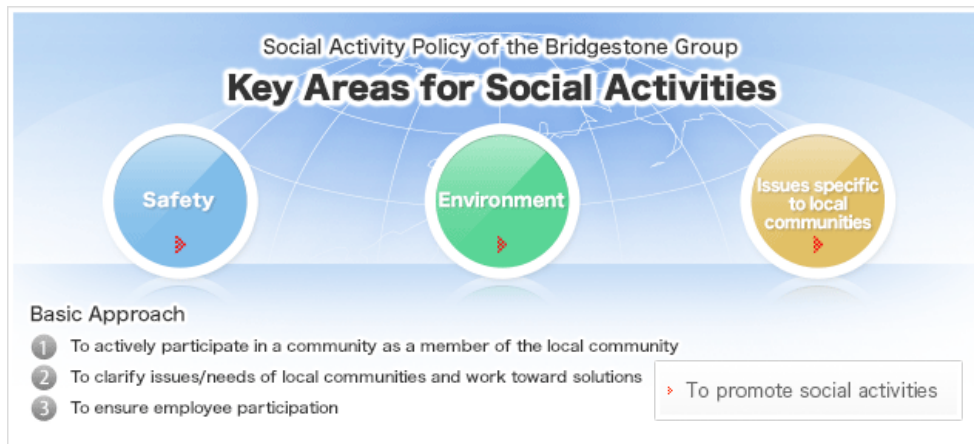 Social Activity Policy of the Bridgestone Group
Key Areas for Social Activities
Safety
Environment
Issues specific
to local
communities
Basic Approach
1 To actively participate in a community as a member of the local community
2 To clarify issues/needs of local communities and work toward solutions
3 To ensure employee participation
To promote social activities